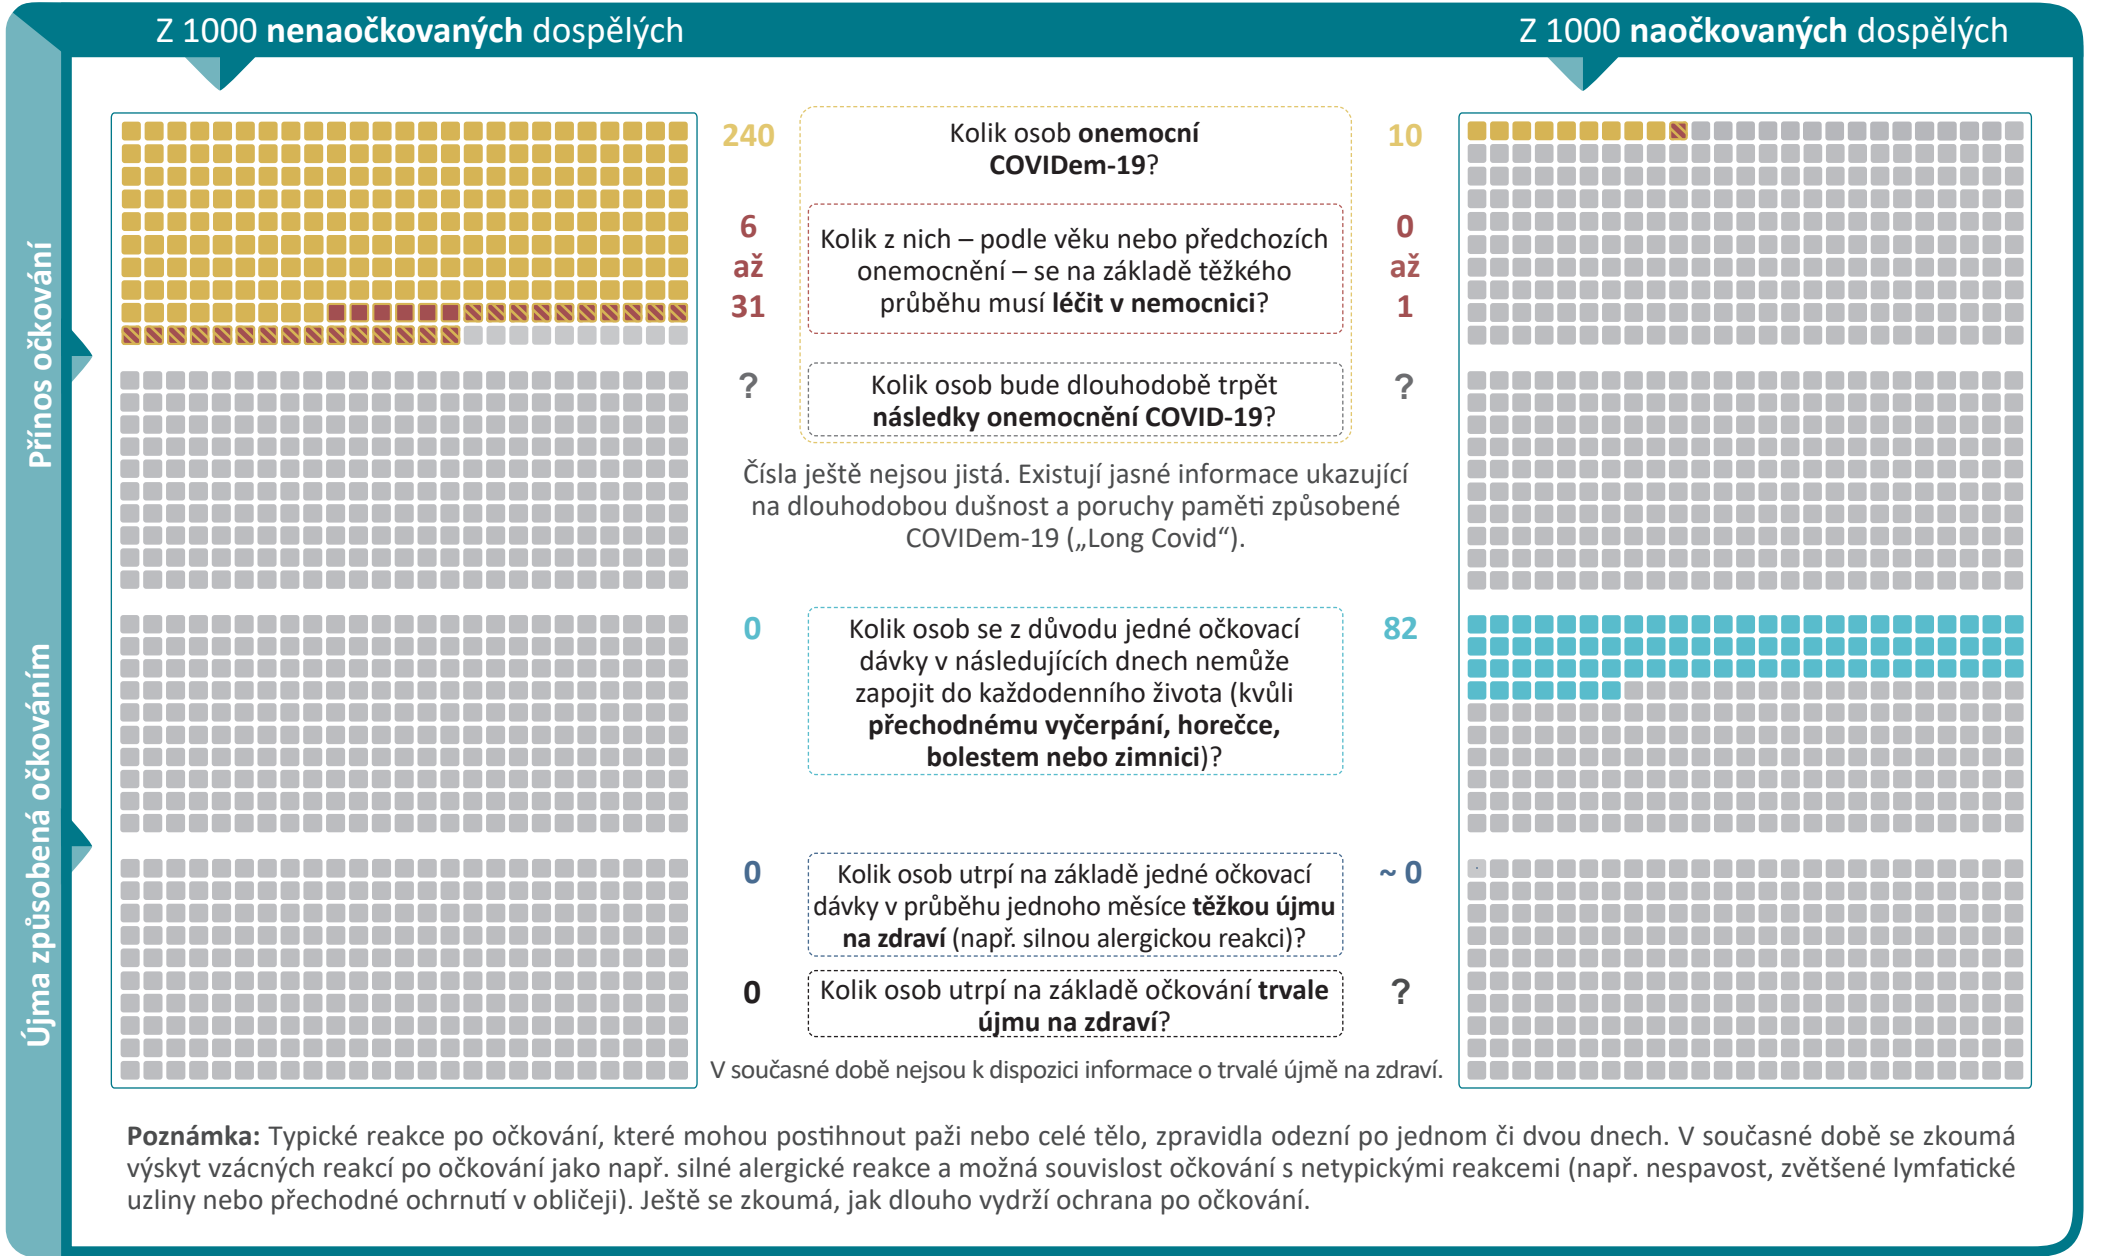 Z 1000 nenaočkovaných dospělých
Z 1000 naočkovaných dospělých
Přínos očkování
240
Kolik osob onemocní
COVIDem-19?
10
6
až
31
Kolik z nich – podle věku nebo předchozích
onemocnění – se na základě těžkého
průběhu musí léčit v nemocnici?
0
až
1
?
Kolik osob bude dlouhodobě trpět
následky onemocnění COVID-19?
?
Čísla ještě nejsou jistá. Existují jasné informace ukazující
na dlouhodobou dušnost a poruchy paměti způsobené
COVIDem-19 („Long Covid“).
Újma způsobená očkováním
0
Kolik osob se z důvodu jedné očkovací
dávky v následujících dnech nemůže
zapojit do každodenního života (kvůli
přechodnému vyčerpání, horečce,
bolestem nebo zimnici)?
82
0
Kolik osob utrpí na základě jedné očkovací
dávky v průběhu jednoho měsíce těžkou újmu
na zdraví (např. silnou alergickou reakci)?
~ 0
0
Kolik osob utrpí na základě očkování trvale
újmu na zdraví?
?
V současné době nejsou k dispozici informace o trvalé újmě na zdraví.
Poznámka: Typické reakce po očkování, které mohou postihnout paži nebo celé tělo, zpravidla odezní po jednom či dvou dnech. V současné době se zkoumá
výskyt vzácných reakcí po očkování jako např. silné alergické reakce a možná souvislost očkování s netypickými reakcemi (např. nespavost, zvětšené lymfatické
uzliny nebo přechodné ochrnutí v obličeji). Ještě se zkoumá, jak dlouho vydrží ochrana po očkování.